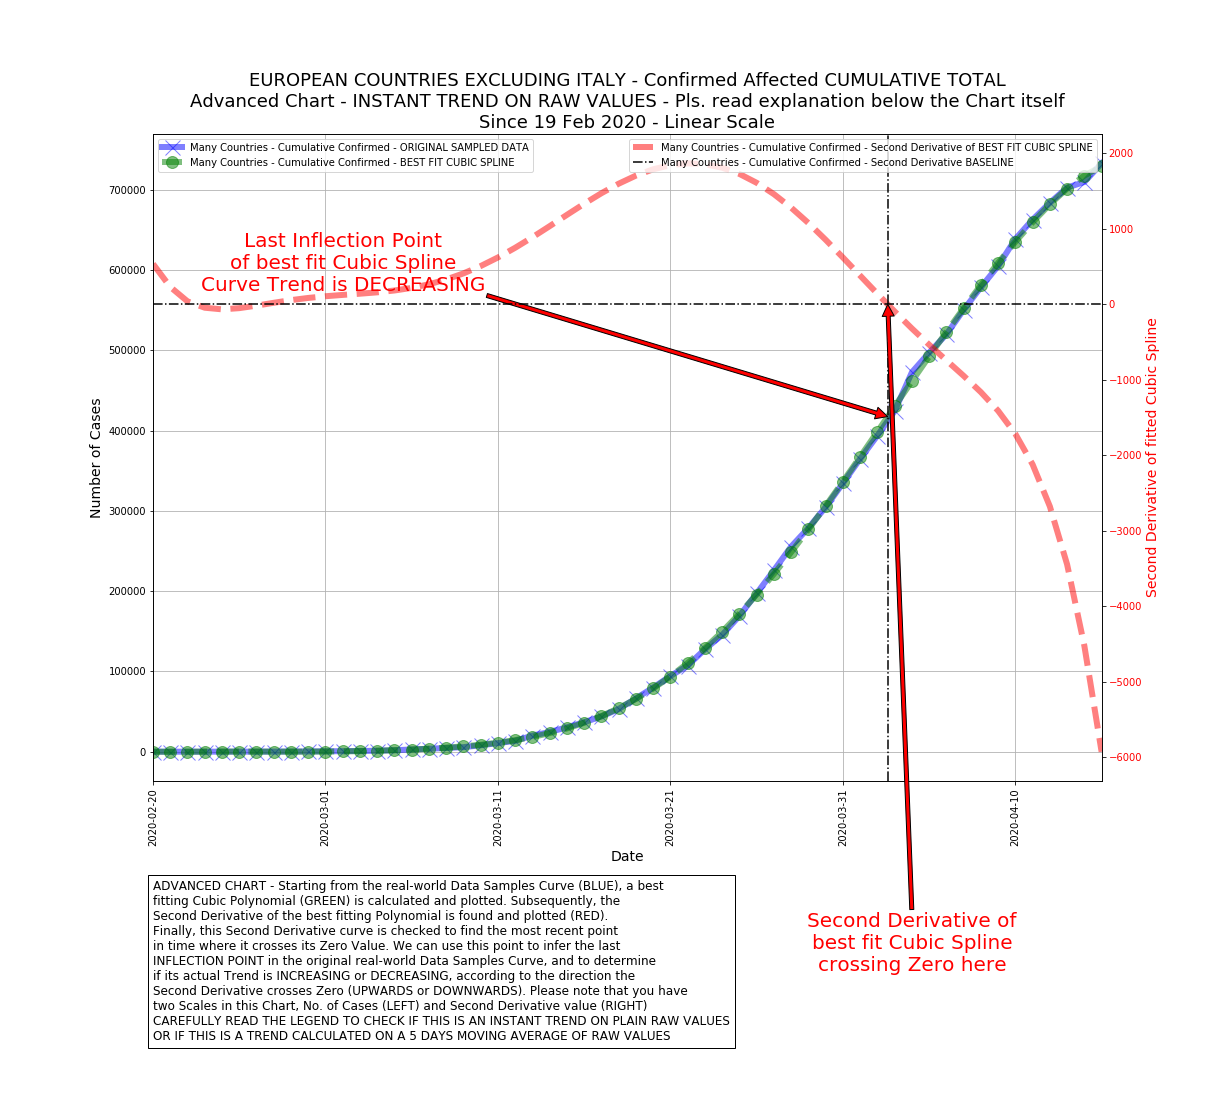 EUROPEAN COUNTRIES EXCLUDING ITALY - Confirmed Affected CUMULATIVE TOTAL
Advanced Chart - INSTANT TREND ON RAW VALUES - Pls. read explanation below the Chart itself
Since 19 Feb 2020 - Linear Scale
Many Countries - Cumulative Confirmed - ORIGINAL SAMPLED DATA
Many Countries - Cumulative Confirmed - BEST FIT CUBIC SPLINE
Many Countries - Cumulative Confirmed - Second Derivative of BEST FIT CUBIC SPLINE
Many Countries - Cumulative Confirmed - Second Derivative BASELINE
Last Inflection Point
of best fit Cubic Spline
Curve Trend is DECREASING
Number of Cases
700000
600000
500000
400000
300000
200000
100000
0
2000
1000
0
−1000
−2000
−3000
−4000
−5000
−6000
Second Derivative of fitted Cubic Spline
2020-02-20
2020-03-01
2020-03-11
2020-03-21
2020-03-31
2020-04-10
Date
ADVANCED CHART - Starting from the real-world Data Samples Curve (BLUE), a best
fitting Cubic Polynomial (GREEN) is calculated and plotted. Subsequently, the
Second Derivative of the best fitting Polynomial is found and plotted (RED).
Finally, this Second Derivative curve is checked to find the most recent point
in time where it crosses its Zero Value. We can use this point to infer the last
INFLECTION POINT in the original real-world Data Samples Curve, and to determine
if its actual Trend is INCREASING or DECREASING, according to the direction the
Second Derivative crosses Zero (UPWARDS or DOWNWARDS). Please note that you have
two Scales in this Chart, No. of Cases (LEFT) and Second Derivative value (RIGHT)
CAREFULLY READ THE LEGEND TO CHECK IF THIS IS AN INSTANT TREND ON PLAIN RAW VALUES
OR IF THIS IS A TREND CALCULATED ON A 5 DAYS MOVING AVERAGE OF RAW VALUES
Second Derivative of
best fit Cubic Spline
crossing Zero here